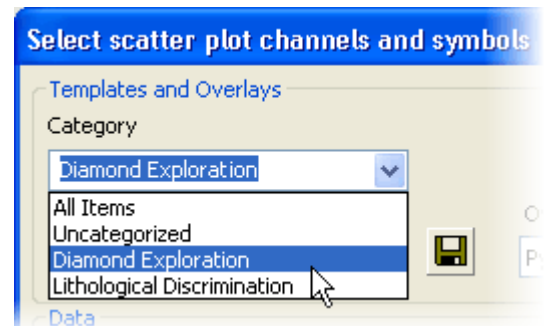 Select scatter plot channels and symbols
Templates and Overlays
Category
Diamond Exploration
All Items
Uncategorized
Diamond Exploration
Lithological Discrimination
Data